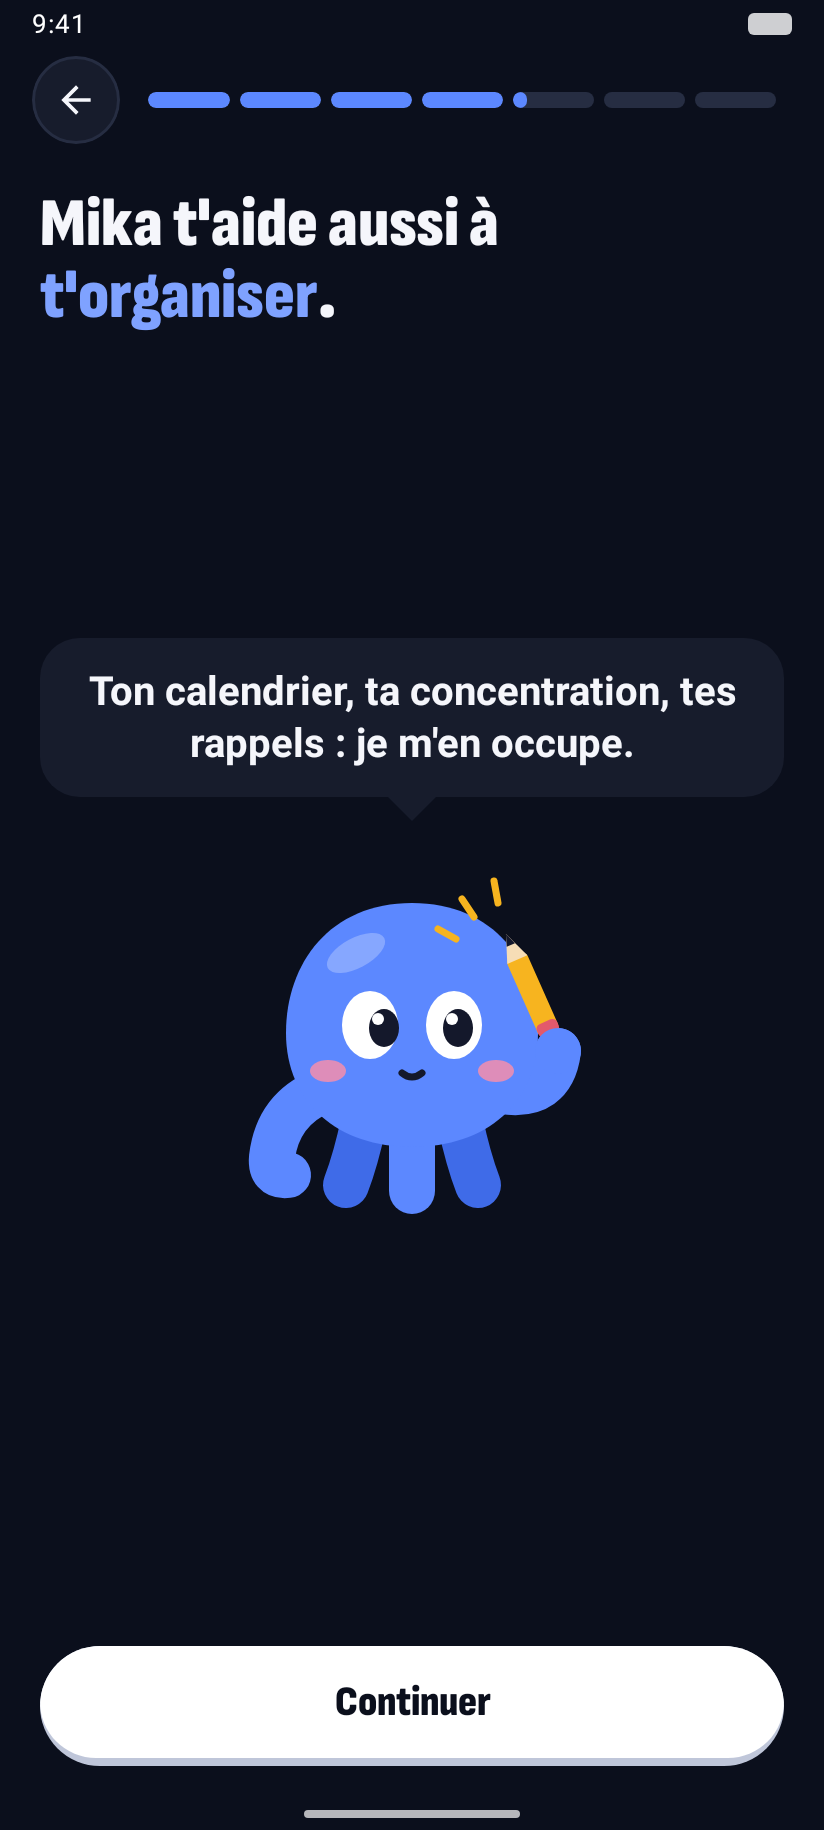 9:41
Mika t'aide aussi à
t'organiser.
Ton calendrier, ta concentration, tes
rappels : je m'en occupe.
Continuer